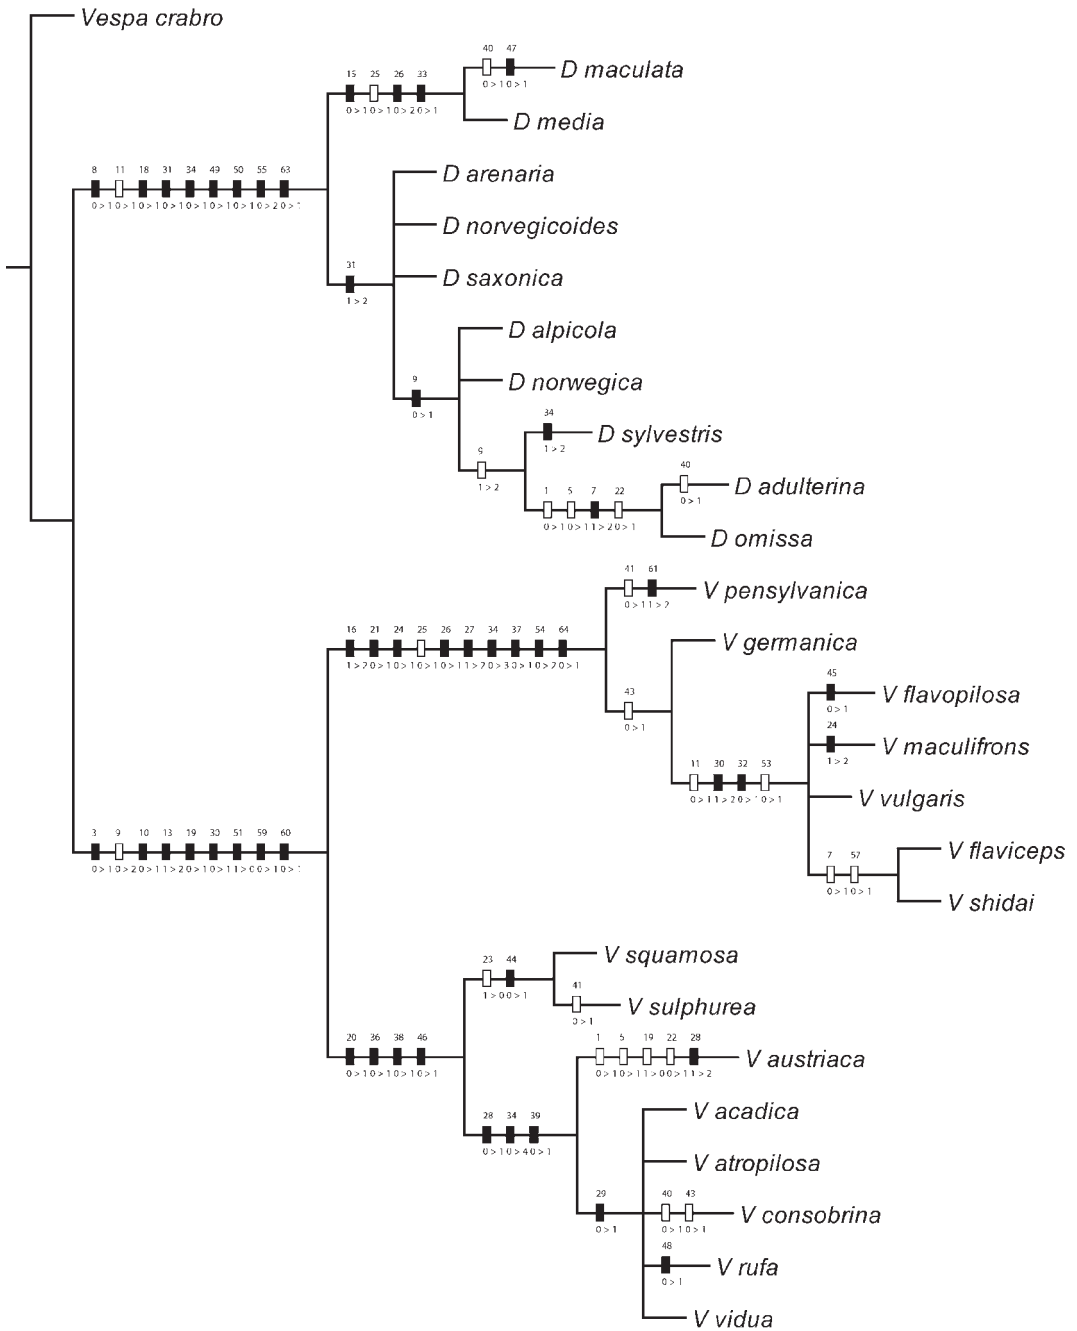 Vespa crabro
40 47
D maculata
0 > 1 0 > 1
15 25 26 33
0 > 1 0 > 1 0 > 2 0 > 1
D media
8 11 18 31 34 49 50 55 63
0 > 1 0 > 1 0 > 1 0 > 1 0 > 1 0 > 1 0 > 1 0 > 2 0 > 1
D arenaria
D norvegicoides
31
D saxonica
1 > 2
D alpicola
9
D norwegica
0 > 1
34
D sylvestris
1 > 2
9
1 > 2
40
D adulterina
0 > 1
1 5 7 22
0 > 1 0 > 1 1 > 2 0 > 1
D omissa
41 61
V pensylvanica
0 > 1 1 > 2
16 21 24 25 26 27 34 37 54 64
V germanica
1 > 2 0 > 1 0 > 1 0 > 1 0 > 1 1 > 2 0 > 3 0 > 1 0 > 2 0 > 1
43
0 > 1
45
V flavopilosa
0 > 1
24
V maculifrons
1 > 2
11 30 32 53
0 > 1 1 > 2 0 > 1 0 > 1
V vulgaris
3 9 10 13 19 30 51 59 60
0 > 1 0 > 2 0 > 1 1 > 2 0 > 1 0 > 1 1 > 0 0 > 1 0 > 1
V flaviceps
7 57
0 > 1 0 > 1
V shidai
23 44
V squamosa
1 > 0 0 > 1
41
V sulphurea
0 > 1
20 36 38 46
0 > 1 0 > 1 0 > 1 0 > 1
1 5 19 22 28
V austriaca
0 > 1 0 > 1 1 > 0 0 > 1 1 > 2
28 34 39
0 > 1 0 > 4 0 > 1
V acadica
V atropilosa
29
0 > 1
40 43
V consobrina
0 > 1 0 > 1
48
V rufa
0 > 1
V vidua